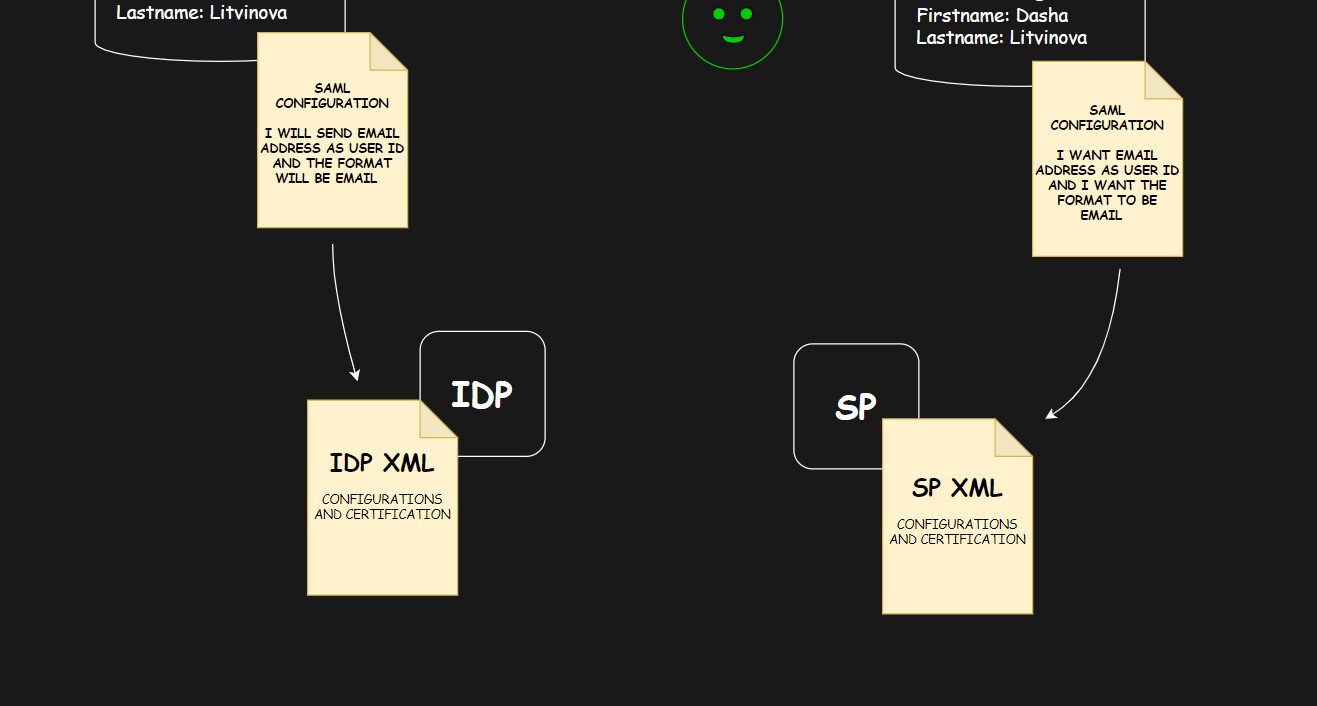 Lastname: Litvinova
Firstname: Dasha
Lastname: Litvinova
SAML
CONFIGURATION
I WILL SEND EMAIL
ADDRESS AS USER ID
AND THE FORMAT
WILL BE EMAIL
SAML
CONFIGURATION
I WANT EMAIL
ADDRESS AS USER ID
AND I WANT THE
FORMAT TO BE
EMAIL
IDP
IDP XML
CONFIGURATIONS
AND CERTIFICATION
SP
SP XML
CONFIGURATIONS
AND CERTIFICATION